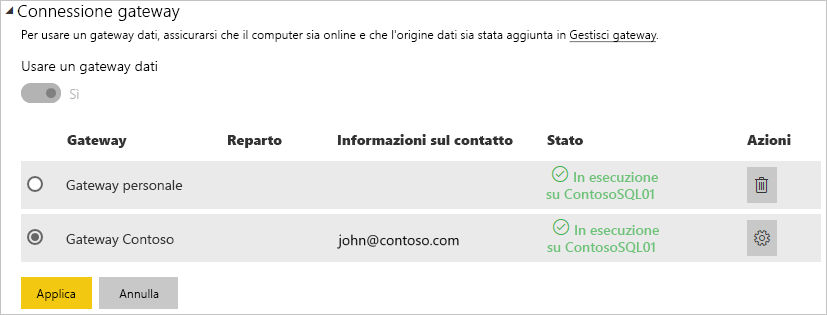 Connessione gateway
Per usare un gateway dati, assicurarsi che il computer sia online e che l'origine dati sia stata aggiunta in Gestisci gateway.
Usare un gateway dati
Sì
Gateway Reparto Informazioni sul contatto Stato Azioni
Gateway personale In esecuzione
su ContosoSQL01
Gateway Contoso john@contoso.com In esecuzione
su ContosoSQL01
Applica Annulla